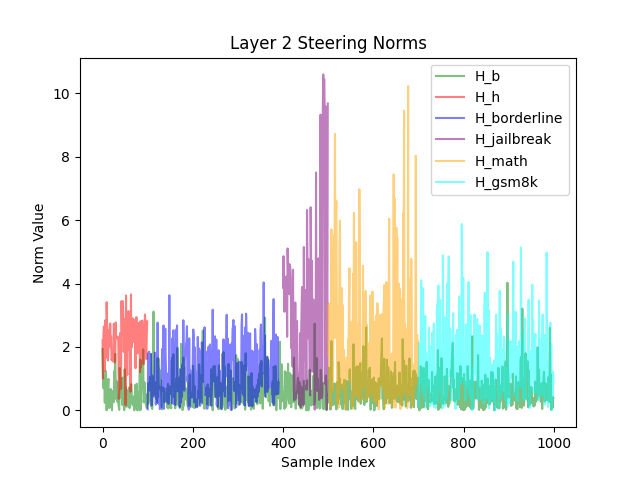 Layer 2 Steering Norms
Norm Value
10
8
6
4
2
0
H_b
H_h
H_borderline
H_jailbreak
H_math
H_gsm8k
0 200 400 600 800 1000
Sample Index